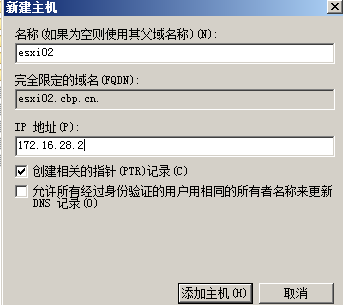 新建主机
名称(如果为空则使用其父域名称)(N):
esxi02
完全限定的域名(FQDN):
esxi02.cbp.cn.
IP 地址(P):
172.16.28.2
创建相关的指针(PTR)记录(C)
允许所有经过身份验证的用户用相同的所有者名称来更新
DNS 记录(O)
添加主机(H)
取消